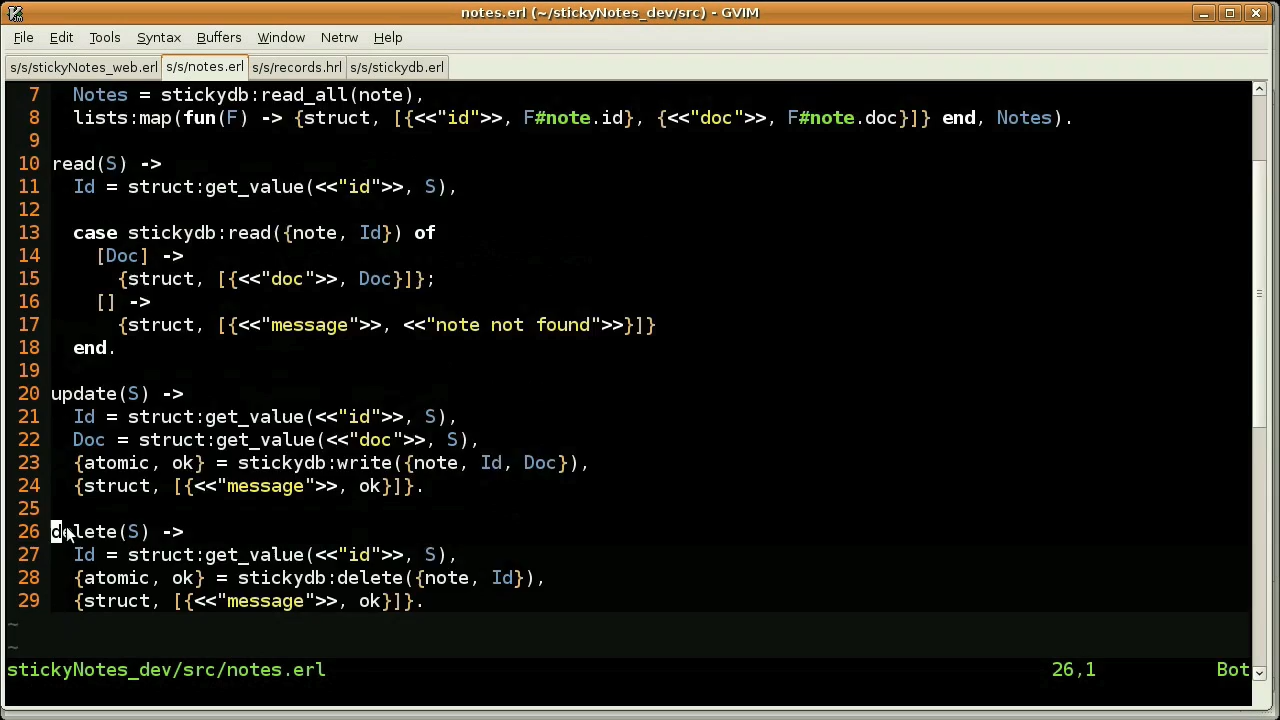 notes.erl (~/stickyNotes_dev/src) - GVIM
File Edit Tools Syntax Buffers Window Netrw Help
s/s/stickyNotes_web.erl s/s/notes.erl s/s/records.hrl s/s/stickydb.erl
7   Notes = stickydb:read_all(note),
8   lists:map(fun(F) -> {struct, [{<<"id">>, F#note.id}, {<<"doc">>, F#note.doc}]} end, Notes).
9
10 read(S) ->
11   Id = struct:get_value(<<"id">>, S),
12
13   case stickydb:read({note, Id}) of
14     [Doc] ->
15       {struct, [{<<"doc">>, Doc}]};
16     [] ->
17       {struct, [{<<"message">>, <<"note not found">>}]}
18   end.
19
20 update(S) ->
21   Id = struct:get_value(<<"id">>, S),
22   Doc = struct:get_value(<<"doc">>, S),
23   {atomic, ok} = stickydb:write({note, Id, Doc}),
24   {struct, [{<<"message">>, ok}]}.
25
26 delete(S) ->
27   Id = struct:get_value(<<"id">>, S),
28   {atomic, ok} = stickydb:delete({note, Id}),
29   {struct, [{<<"message">>, ok}]}.
~
~
stickyNotes_dev/src/notes.erl 26,1 Bot